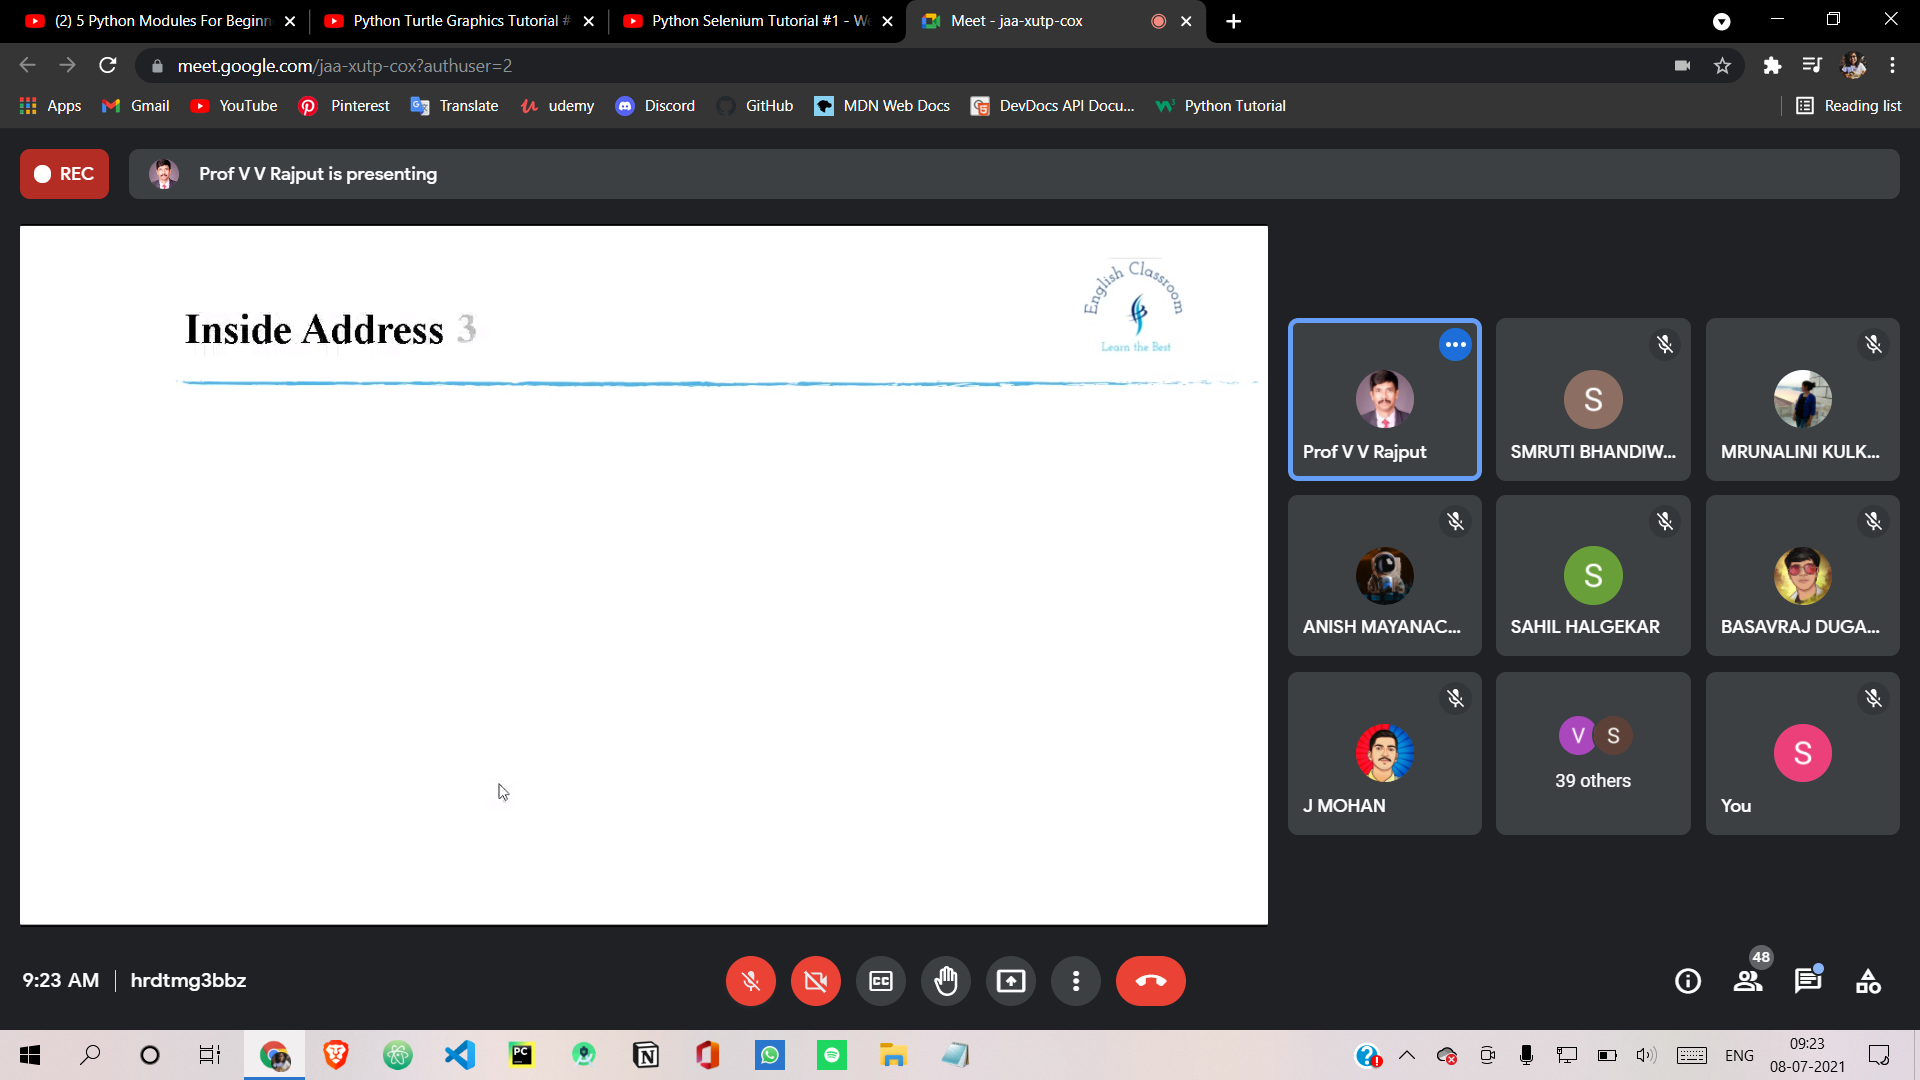 (2) 5 Python Modules For Beginn
Python Turtle Graphics Tutorial #
Python Selenium Tutorial #1 - We
Meet - jaa-xutp-cox
meet.google.com/jaa-xutp-cox?authuser=2
Apps
Gmail
YouTube
Pinterest
Translate
udemy
Discord
GitHub
MDN Web Docs
DevDocs API Docu...
Python Tutorial
Reading list
REC
Prof V V Rajput is presenting
Inside Address 3
English Classroom
Learn the Best
Prof V V Rajput
SMRUTI BHANDIW...
MRUNALINI KULK...
ANISH MAYANAC...
SAHIL HALGEKAR
BASAVRAJ DUGA...
J MOHAN
39 others
You
S
S
V
S
S
9:23 AM
hrdtmg3bbz
CC
48
PC
ENG
09:23
08-07-2021